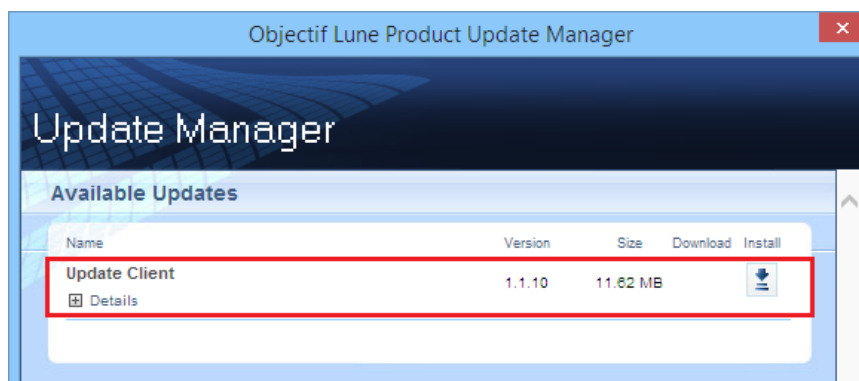 Objectif Lune Product Update Manager
Update Manager
Available Updates
Name Version Size Download Install
Update Client 1.1.10 11.62 MB
Details